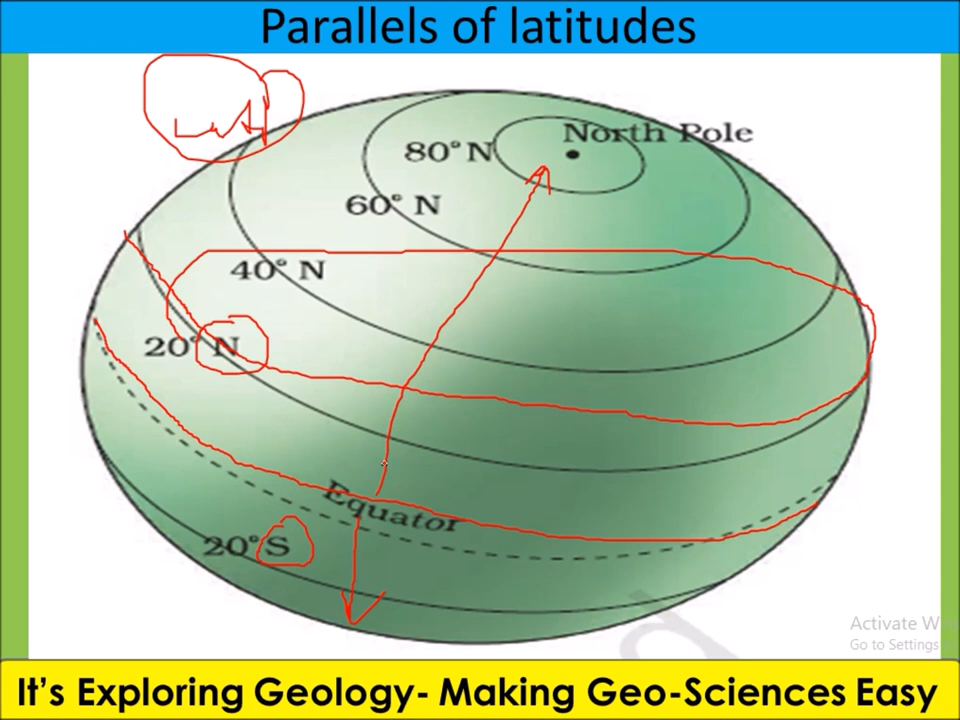 Parallels of latitudes
North Pole
80° N
60° N
40° N
20° N
Equator
20° S
Activate W
Go to Settings
It's Exploring Geology- Making Geo-Sciences Easy